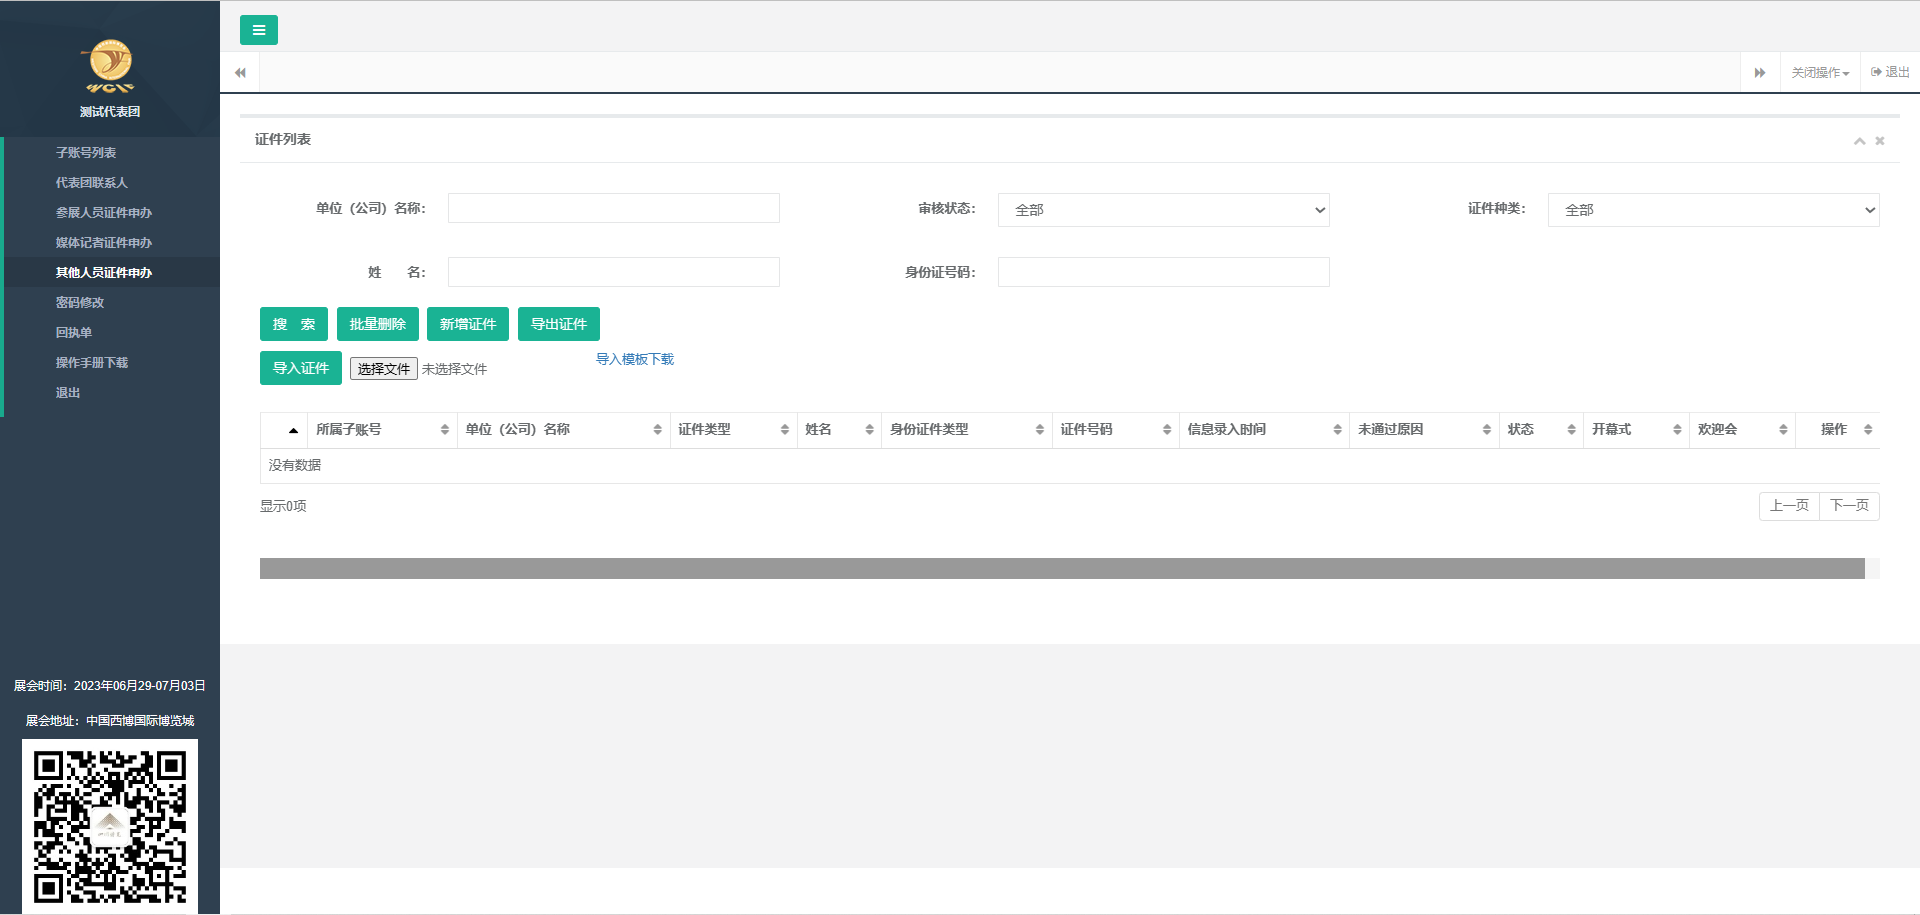 WCIF
测试代表团
子账号列表
代表团联系人
参展人员证件申办
媒体记者证件申办
其他人员证件申办
密码修改
回执单
操作手册下载
退出
展会时间：2023年06月29-07月03日
展会地址：中国西博国际博览城
关闭操作
退出
证件列表
单位（公司）名称：
审核状态：
全部
证件种类：
全部
姓　　名：
身份证号码：
搜　索
批量删除
新增证件
导出证件
导入证件
选择文件 未选择文件
导入模板下载
所属子账号 单位（公司）名称 证件类型 姓名 身份证件类型 证件号码 信息录入时间 未通过原因 状态 开幕式 欢迎会 操作
没有数据
显示0项
上一页 下一页